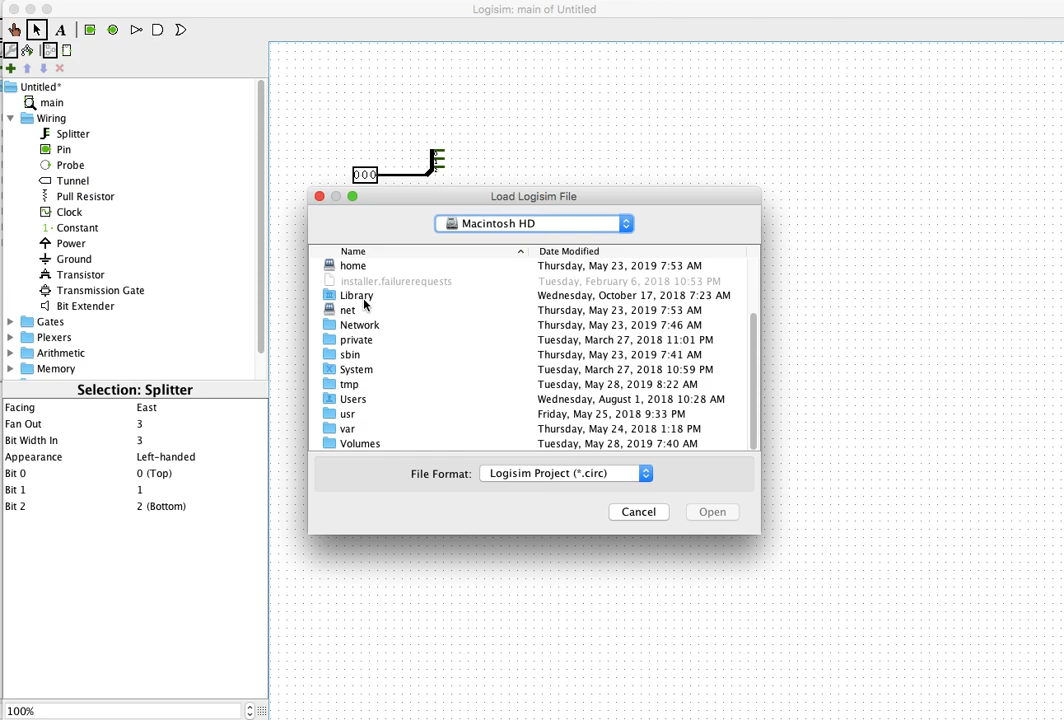 Logisim: main of Untitled
A
Untitled*
main
Wiring
Splitter
Pin
Probe
Tunnel
Pull Resistor
Clock
1 Constant
Power
Ground
Transistor
Transmission Gate
Bit Extender
Gates
Plexers
Arithmetic
Memory
Selection: Splitter
Facing East
Fan Out 3
Bit Width In 3
Appearance Left-handed
Bit 0 0 (Top)
Bit 1 1
Bit 2 2 (Bottom)
100%
000
Load Logisim File
Macintosh HD
Name Date Modified
home Thursday, May 23, 2019 7:53 AM
installer.failurerequests Tuesday, February 6, 2018 10:53 PM
Library Wednesday, October 17, 2018 7:23 AM
net Thursday, May 23, 2019 7:53 AM
Network Thursday, May 23, 2019 7:46 AM
private Tuesday, March 27, 2018 11:01 PM
sbin Thursday, May 23, 2019 7:41 AM
System Tuesday, March 27, 2018 10:59 PM
tmp Tuesday, May 28, 2019 8:22 AM
Users Wednesday, August 1, 2018 10:28 AM
usr Friday, May 25, 2018 9:33 PM
var Thursday, May 24, 2018 1:18 PM
Volumes Tuesday, May 28, 2019 7:40 AM
File Format: Logisim Project (*.circ)
Cancel Open